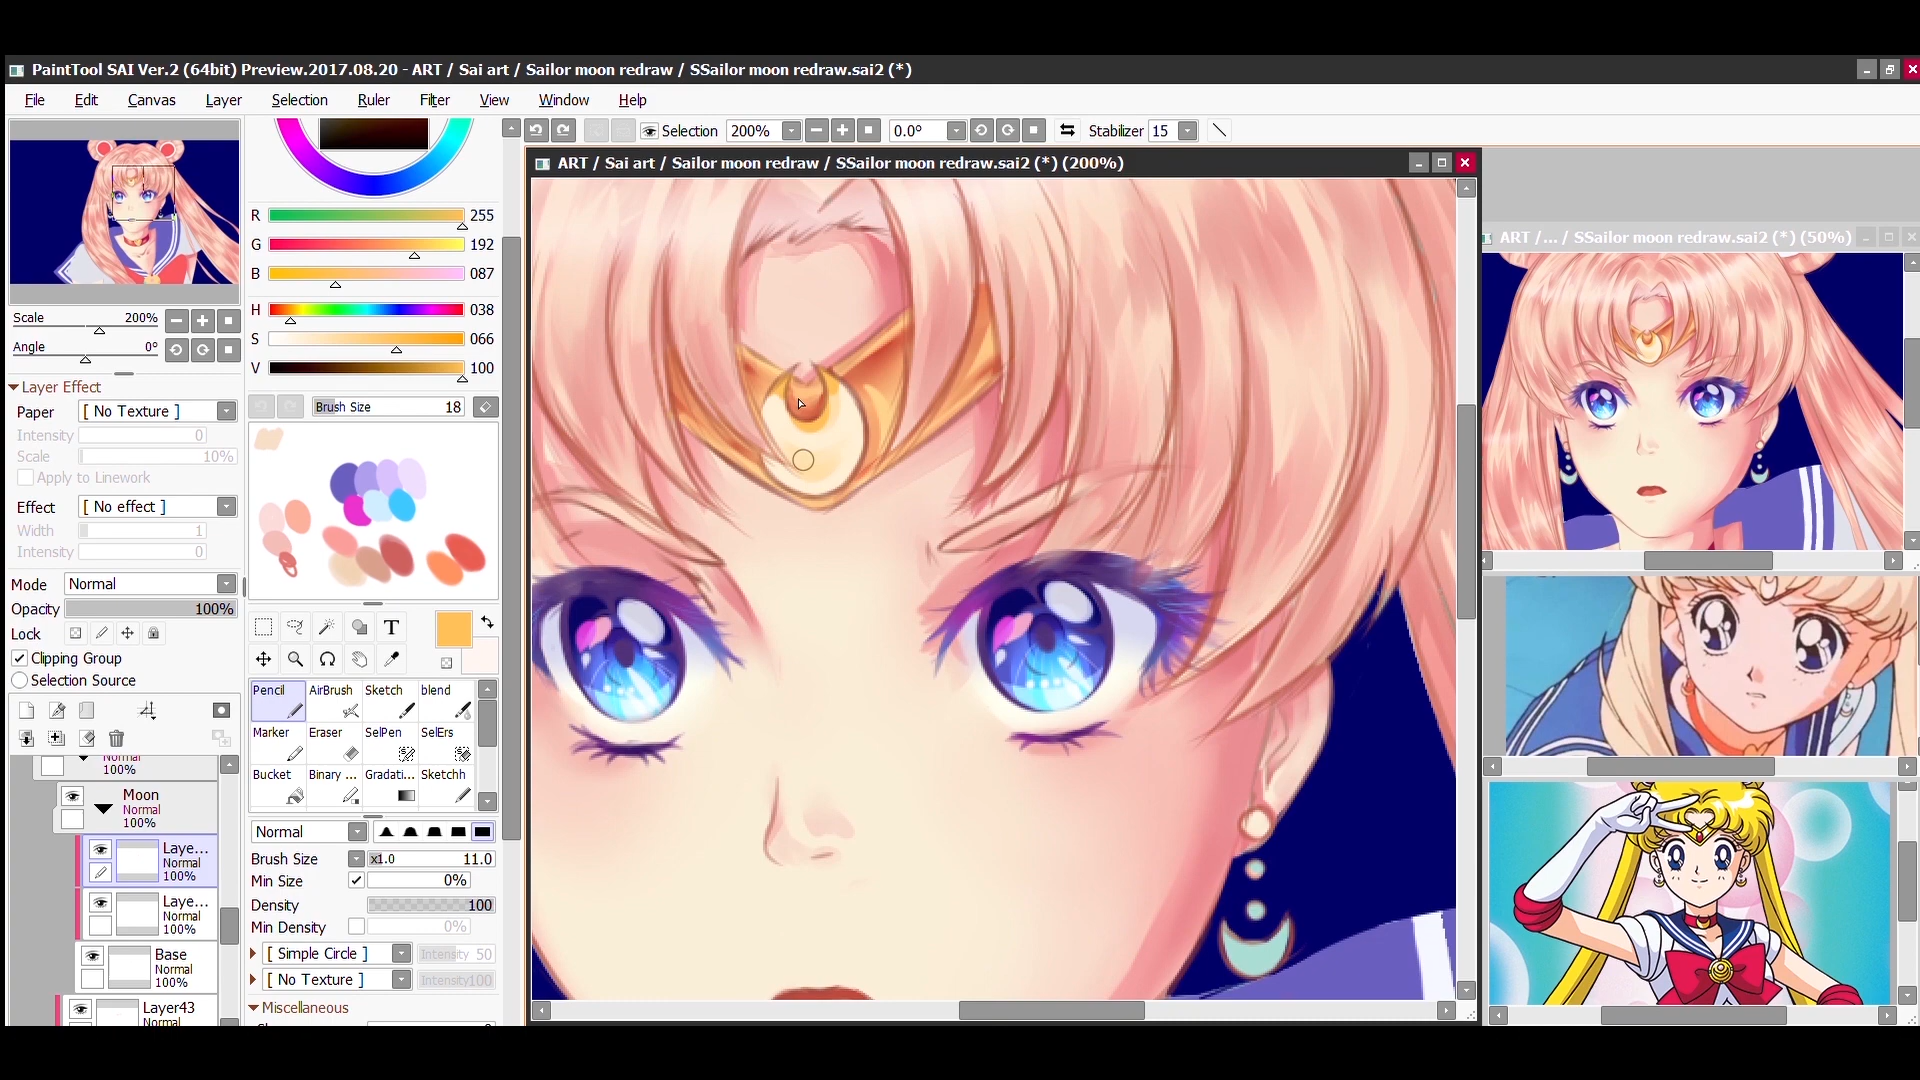 PaintTool SAI Ver.2 (64bit) Preview.2017.08.20 - ART / Sai art / Sailor moon redraw / SSailor moon redraw.sai2 (*)
File Edit Canvas Layer Selection Ruler Filter View Window Help
Selection 200% 0.0° Stabilizer 15
ART / Sai art / Sailor moon redraw / SSailor moon redraw.sai2 (*) (200%)
ART /... / SSailor moon redraw.sai2 (*) (50%)
Scale 200%
Angle 0°
Layer Effect
Paper [ No Texture ]
Intensity 0
Scale 10%
Apply to Linework
Effect [ No effect ]
Width 1
Intensity 0
Mode Normal
Opacity 100%
Lock
Clipping Group
Selection Source
Normal
100%
Moon
Normal
100%
Laye...
Normal
100%
Laye...
Normal
100%
Base
Normal
100%
Layer43
Normal
R 255
G 192
B 087
H 038
S 066
V 100
Brush Size 18
T
Pencil AirBrush Sketch blend
Marker Eraser SelPen SelErs
Bucket Binary ... Gradati... Sketchh
Normal
Brush Size x1.0 11.0
Min Size 0%
Density 100
Min Density 0%
[ Simple Circle ] Intensity 50
[ No Texture ] Intensity 100
Miscellaneous